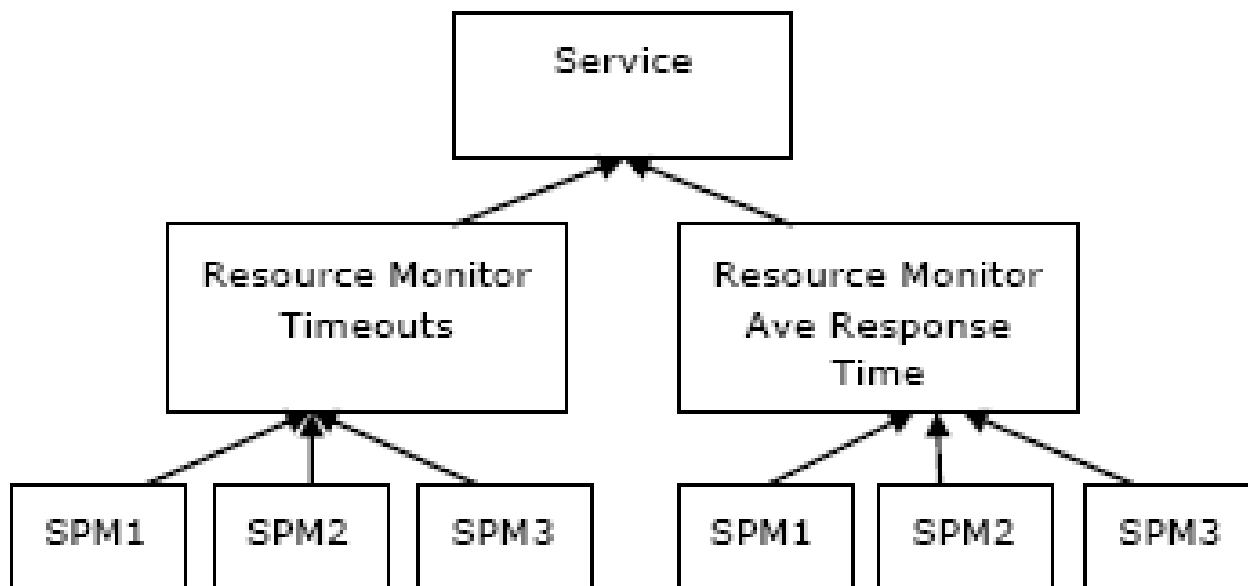 Service
Resource Monitor
Timeouts
Resource Monitor
Ave Response
Time
SPM1
SPM2
SPM3
SPM1
SPM2
SPM3